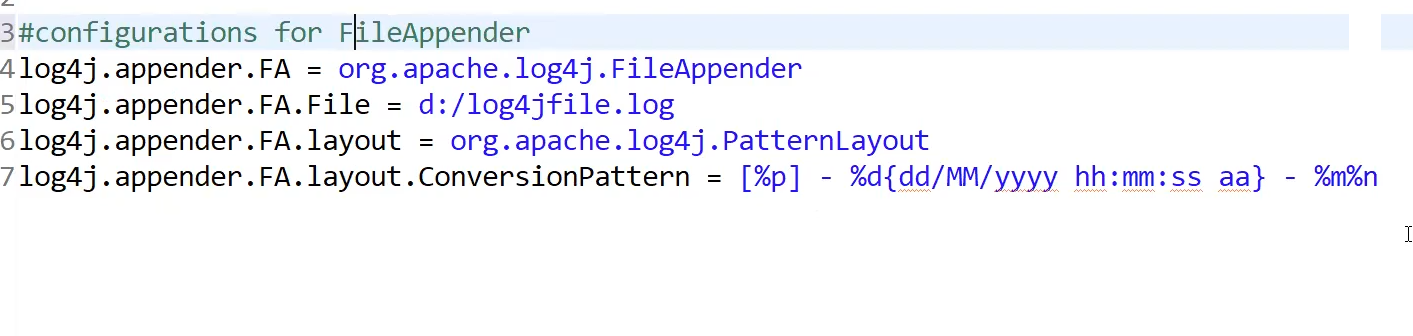 3#configurations for FileAppender
4log4j.appender.FA = org.apache.log4j.FileAppender
5log4j.appender.FA.File = d:/log4jfile.log
6log4j.appender.FA.layout = org.apache.log4j.PatternLayout
7log4j.appender.FA.layout.ConversionPattern = [%p] - %d{dd/MM/yyyy hh:mm:ss aa} - %m%n